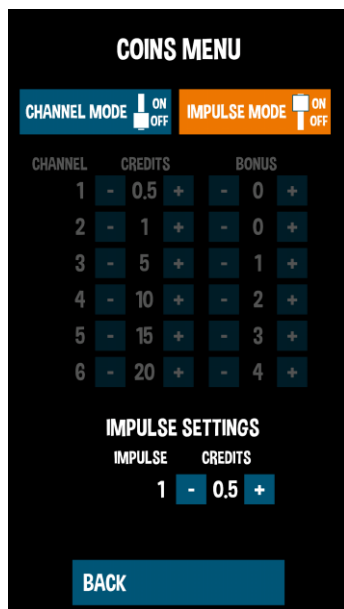 COINS MENU
CHANNEL MODE ON OFF IMPULSE MODE ON OFF
CHANNEL CREDITS BONUS
1 - 0.5 + - 0 +
2 - 1 + - 0 +
3 - 5 + - 1 +
4 - 10 + - 2 +
5 - 15 + - 3 +
6 - 20 + - 4 +
IMPULSE SETTINGS
IMPULSE CREDITS
1 - 0.5 +
BACK